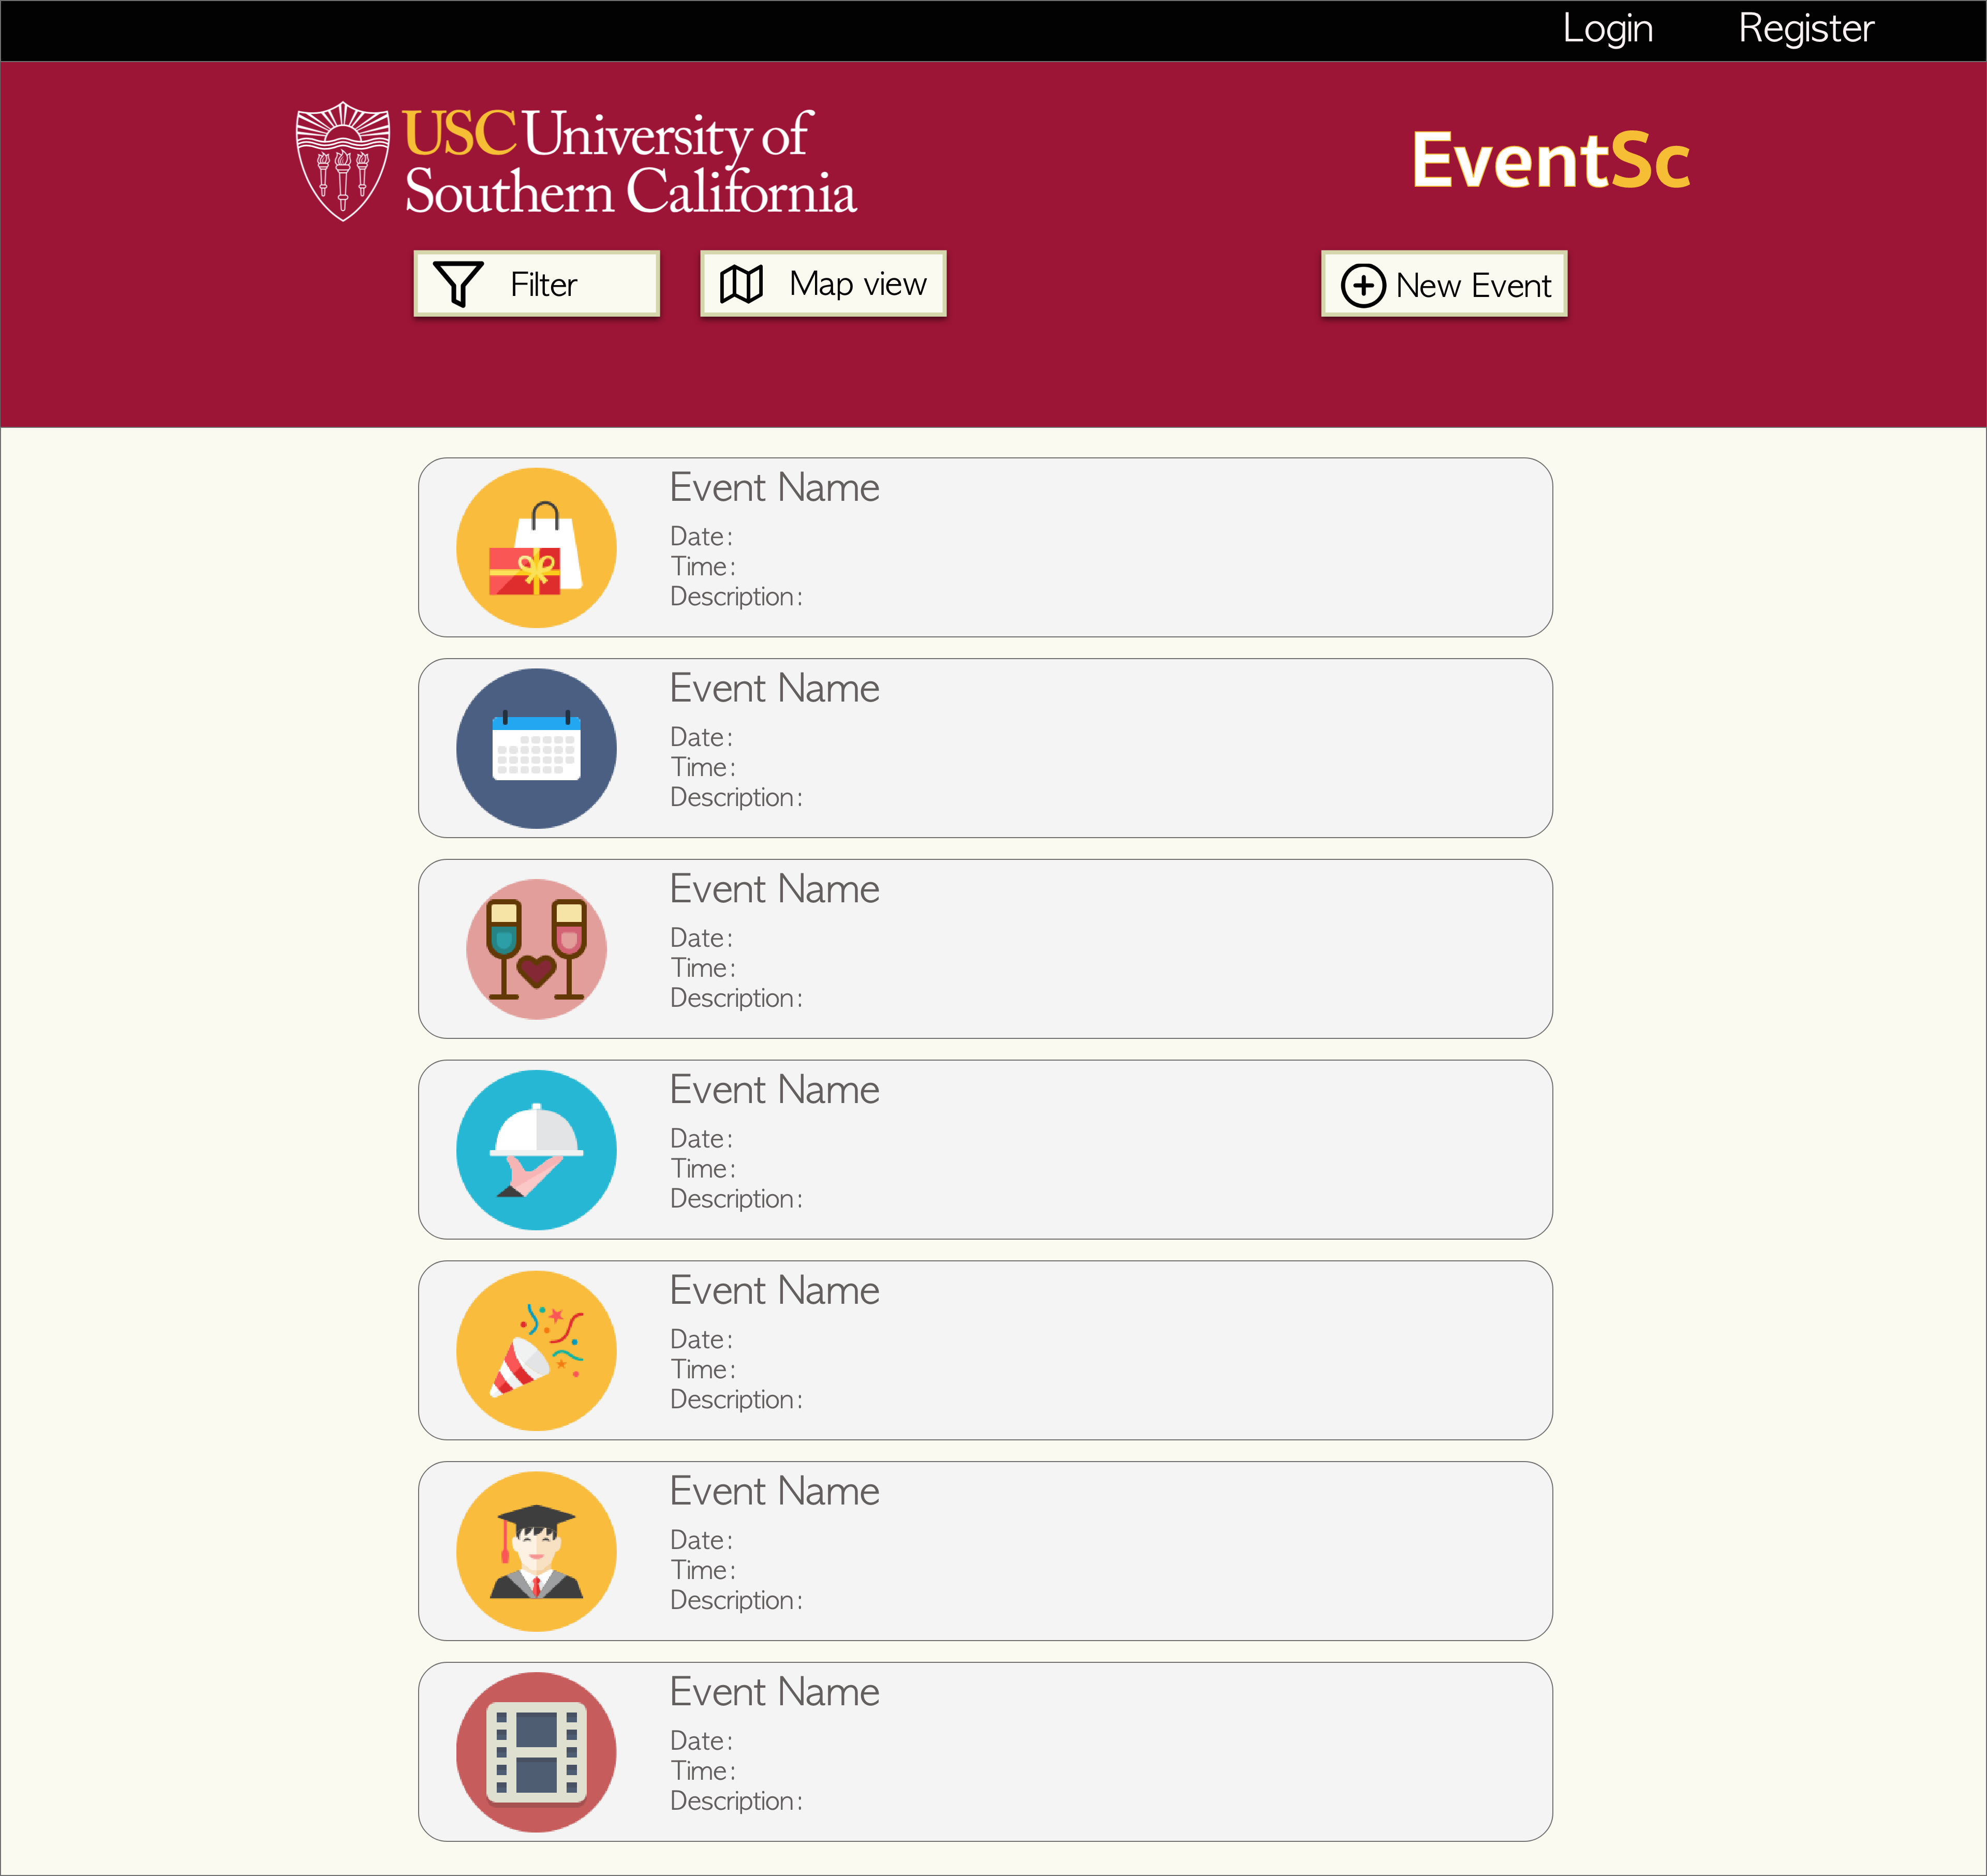 Login Register
USC University of
Southern California
EventSc
Filter Map view New Event
Event Name
Date:
Time:
Description:
Event Name
Date:
Time:
Description:
Event Name
Date:
Time:
Description:
Event Name
Date:
Time:
Description:
Event Name
Date:
Time:
Description:
Event Name
Date:
Time:
Description:
Event Name
Date:
Time:
Description: